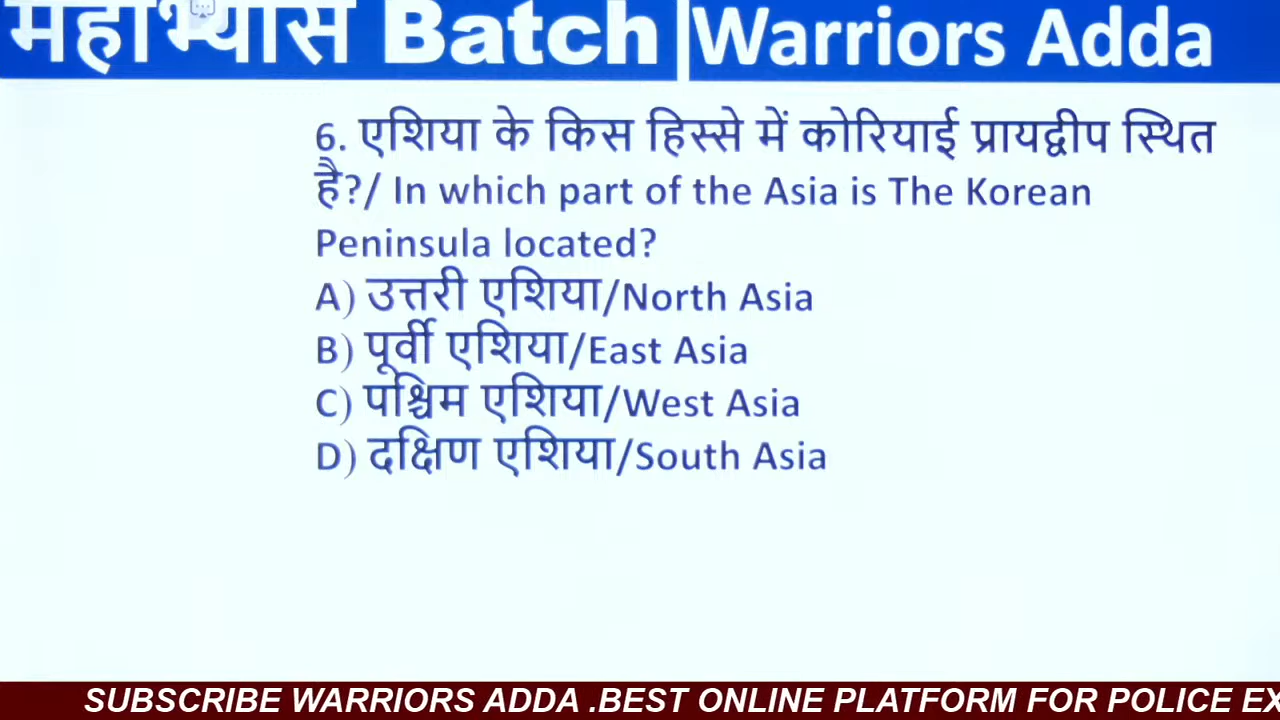 महाभ्यास Batch Warriors Adda
6. एशिया के किस हिस्से में कोरियाई प्रायद्वीप स्थित
है?/ In which part of the Asia is The Korean
Peninsula located?
A) उत्तरी एशिया/North Asia
B) पूर्वी एशिया/East Asia
C) पश्चिम एशिया/West Asia
D) दक्षिण एशिया/South Asia
SUBSCRIBE WARRIORS ADDA .BEST ONLINE PLATFORM FOR POLICE EX